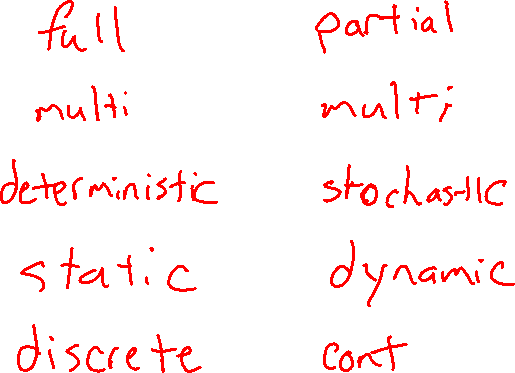 full partial
multi multi
deterministic stochastic
static dynamic
discrete cont